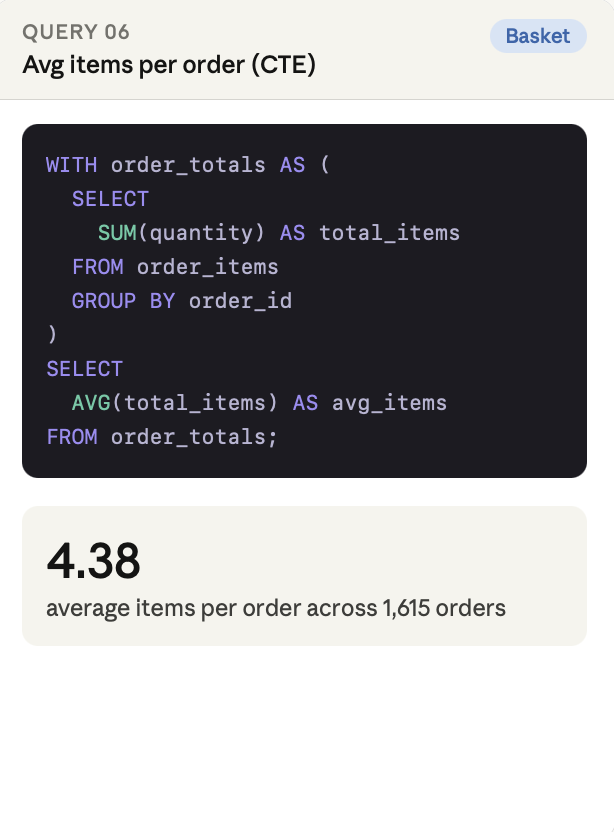 QUERY 06
Basket
Avg items per order (CTE)
WITH order_totals AS (
  SELECT
    SUM(quantity) AS total_items
  FROM order_items
  GROUP BY order_id
)
SELECT
  AVG(total_items) AS avg_items
FROM order_totals;
4.38
average items per order across 1,615 orders